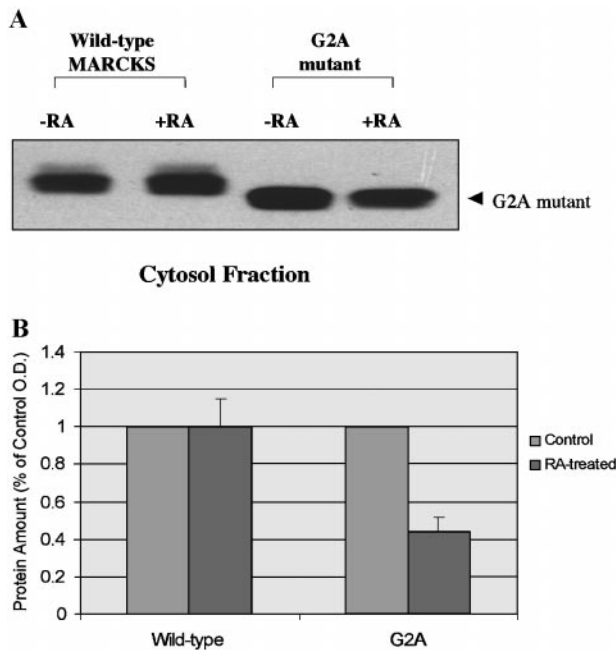 A
Wild-type
MARCKS
G2A
mutant
-RA
+RA
-RA
+RA
◄ G2A mutant
Cytosol Fraction
B
Protein Amount (% of Control O.D.)
1.4
1.2
1
0.8
0.6
0.4
0.2
0
Wild-type
G2A
Control
RA-treated